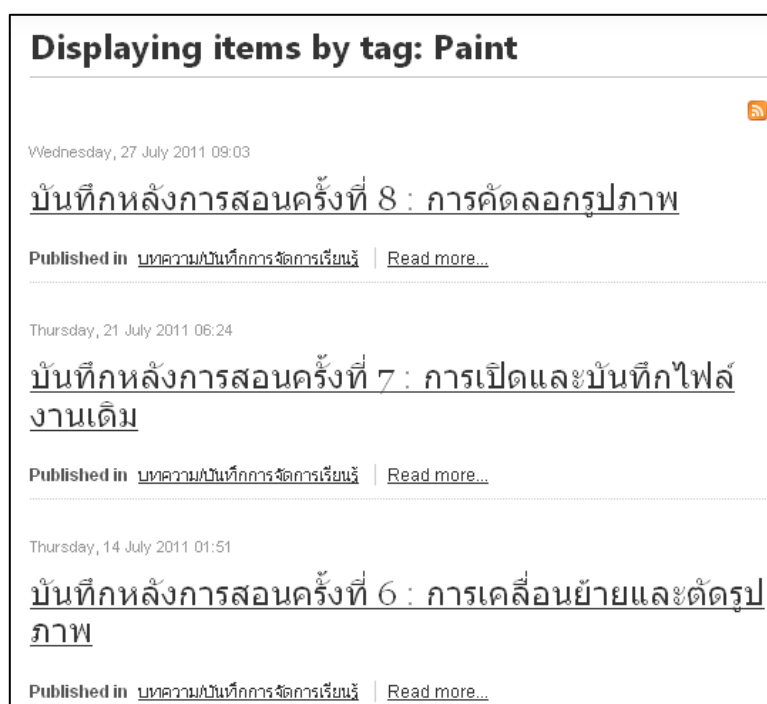 Displaying items by tag: Paint
Wednesday, 27 July 2011 09:03
บันทึกหลังการสอนครั้งที่ 8 : การคัดลอกรูปภาพ
Published in บทความ/บันทึกการจัดการเรียนรู้ Read more...
Thursday, 21 July 2011 06:24
บันทึกหลังการสอนครั้งที่ 7 : การเปิดและบันทึกไฟล์
งานเดิม
Published in บทความ/บันทึกการจัดการเรียนรู้ Read more...
Thursday, 14 July 2011 01:51
บันทึกหลังการสอนครั้งที่ 6 : การเคลื่อนย้ายและตัดรูป
ภาพ
Published in บทความ/บันทึกการจัดการเรียนรู้ Read more...